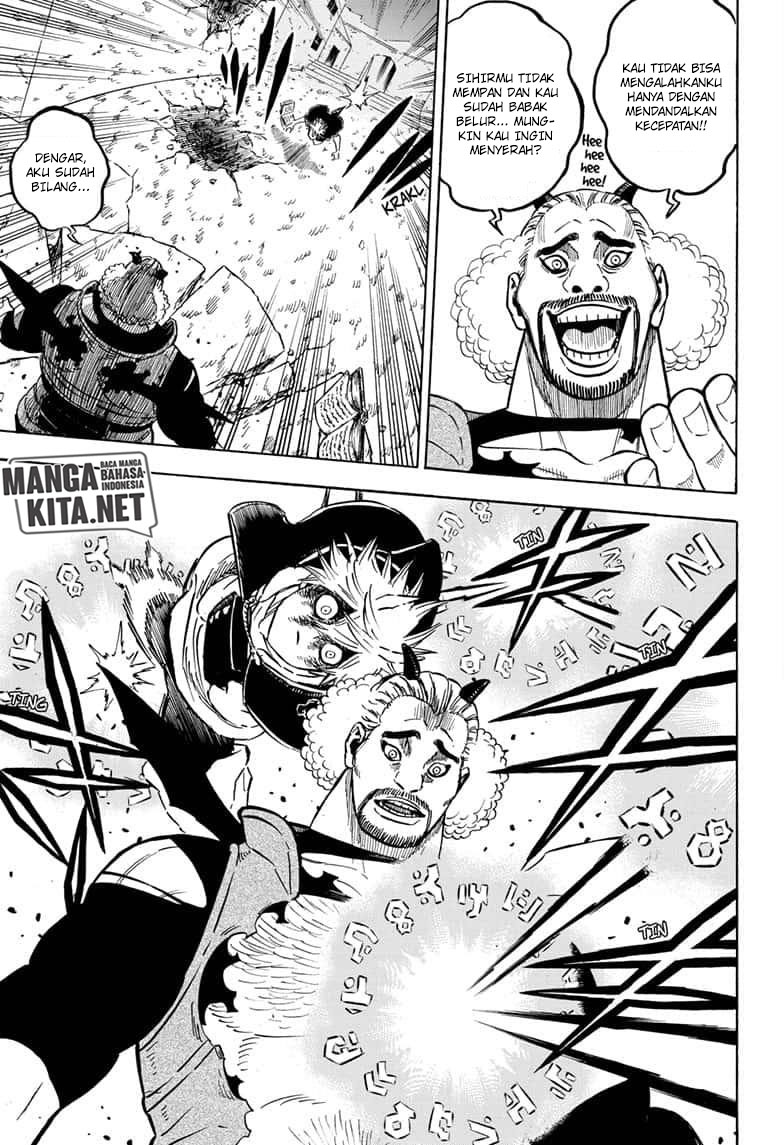 KAU TIDAK BISA
MENGALAHKANKU
HANYA DENGAN
MENDANDALKAN
KECEPATAN!!
SIHIRMU TIDAK
MEMPAN DAN KAU
SUDAH BABAK
BELUR... MUNG-
KIN KAU INGIN
MENYERAH?
Hee
hee
hee
hee!
KRAKL
DENGAR,
AKU SUDAH
BILANG...
MANGA
KITA.NET
BACA MANGA
BAHASA
INDONESIA
TIN
TIN
TING
TIN